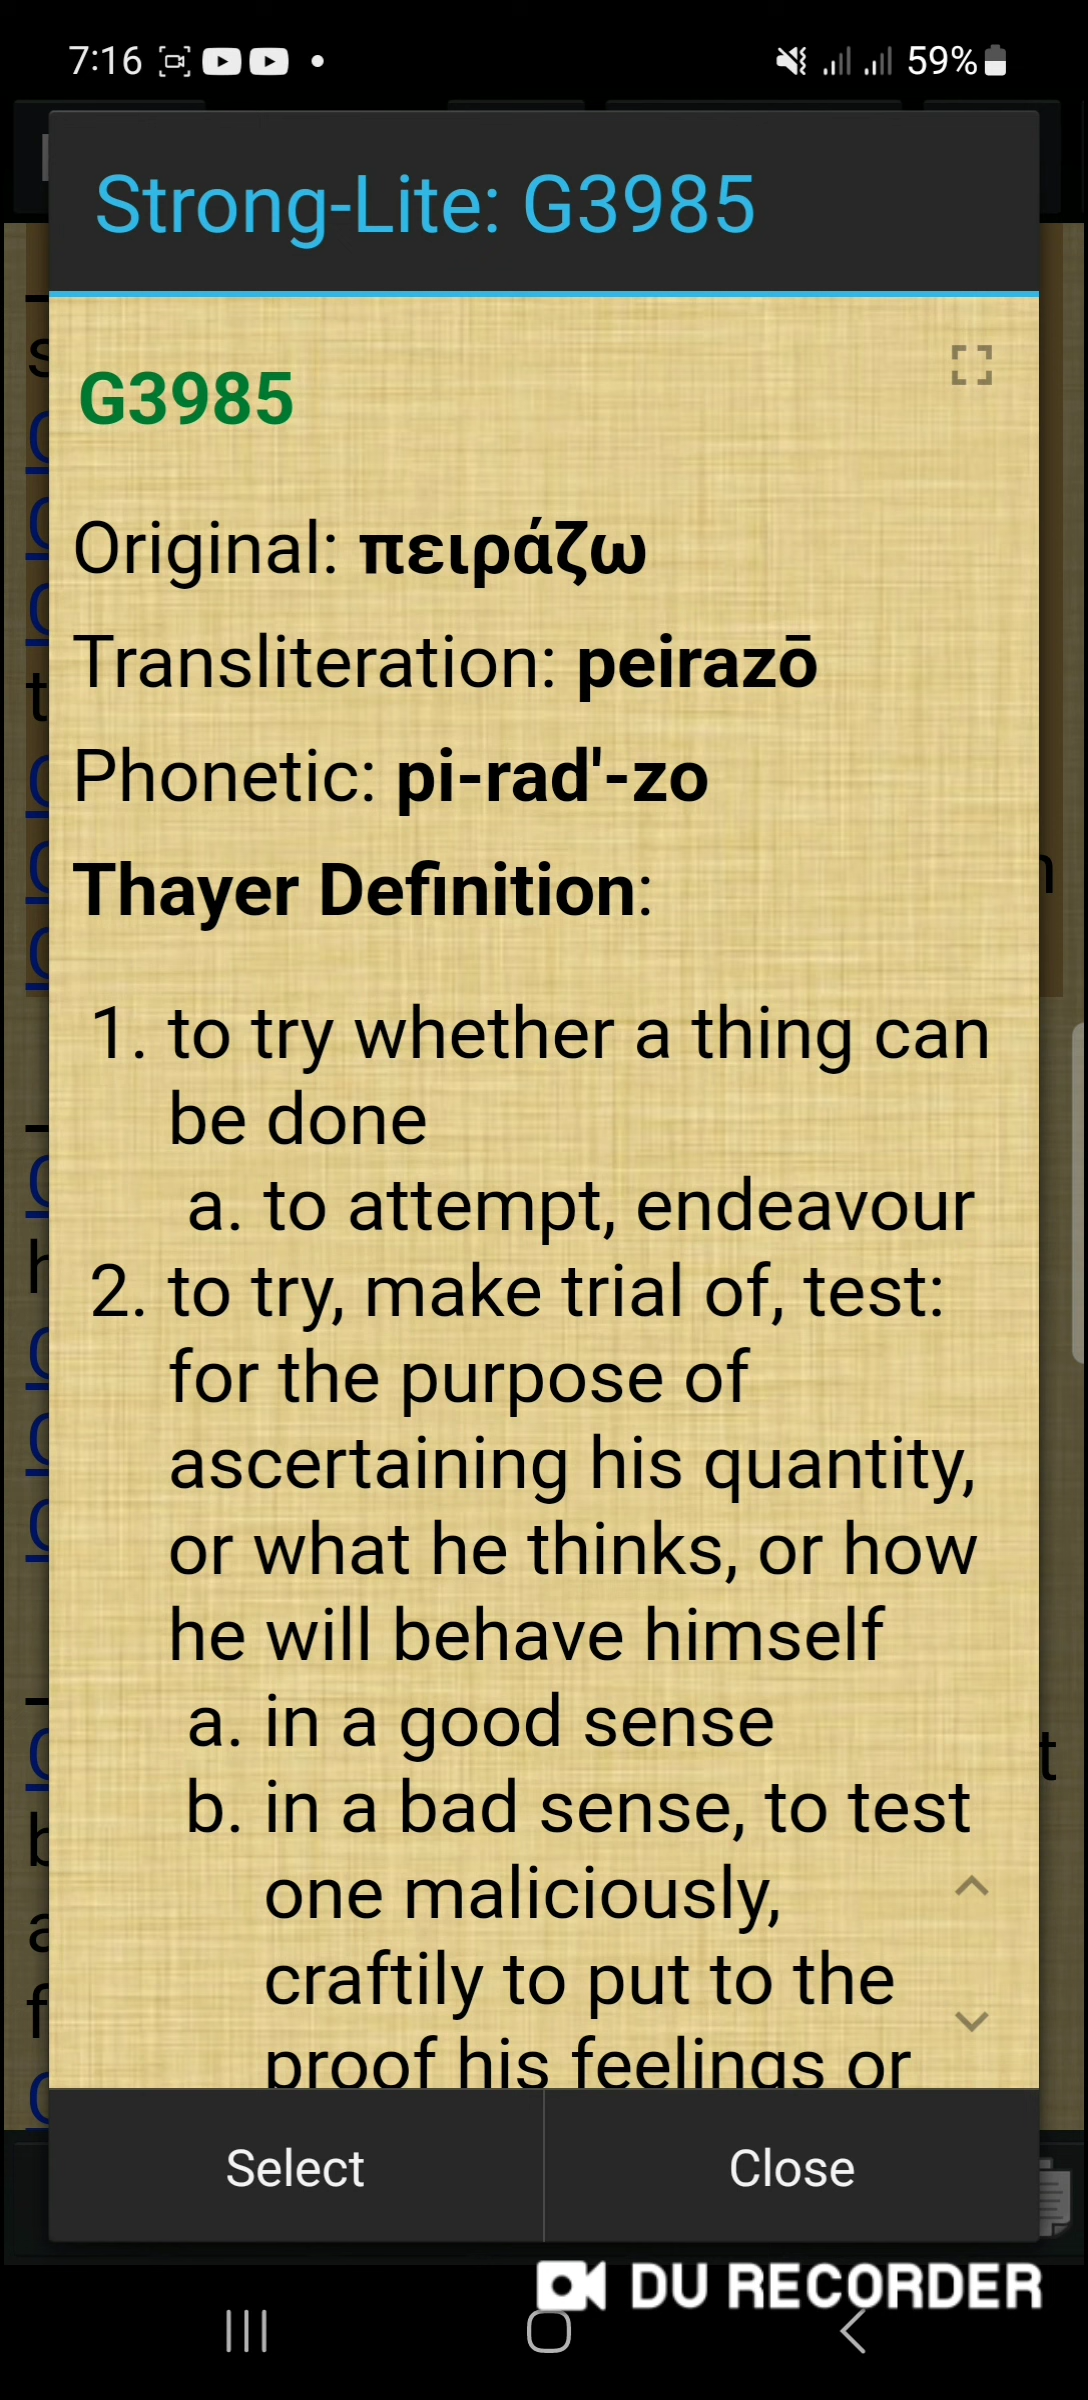 7:16
59%
Strong-Lite: G3985
G3985
Original: πειράζω
Transliteration: peirazō
Phonetic: pi-rad'-zo
Thayer Definition:
1. to try whether a thing can
be done
a. to attempt, endeavour
2. to try, make trial of, test:
for the purpose of
ascertaining his quantity,
or what he thinks, or how
he will behave himself
a. in a good sense
b. in a bad sense, to test
one maliciously,
craftily to put to the
proof his feelings or
Select
Close
DU RECORDER